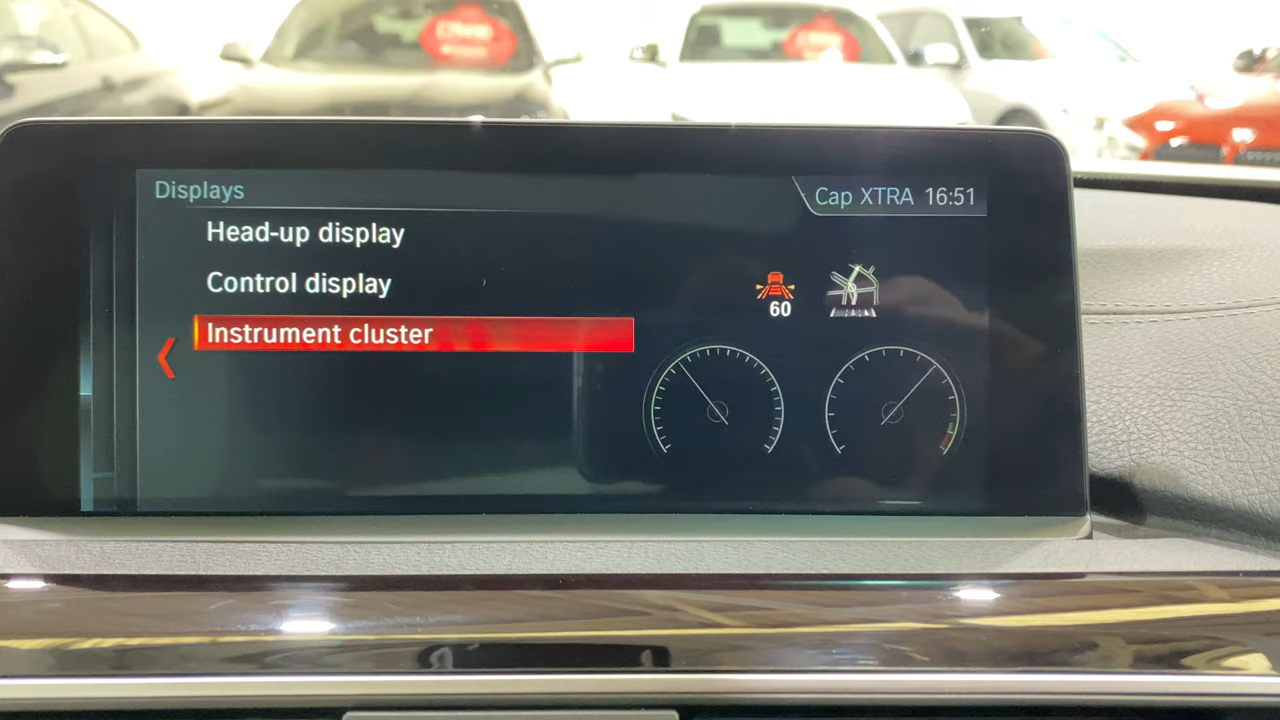 Displays
Cap XTRA 16:51
Head-up display
Control display
60
Instrument cluster